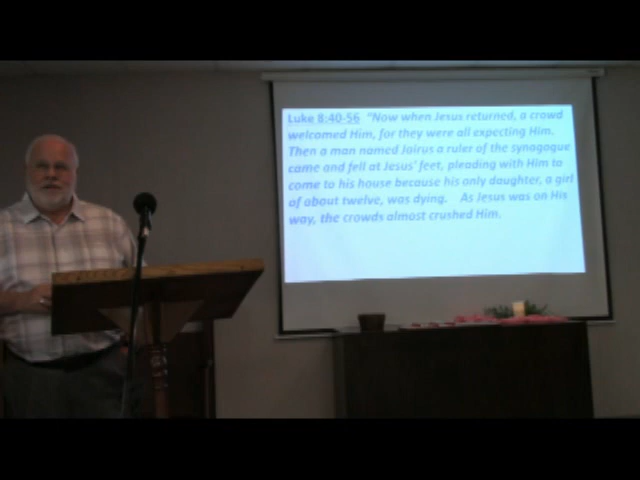 Luke 8:40-56 "Now when Jesus returned, a crowd
welcomed Him, for they were all expecting Him.
Then a man named Jairus a ruler of the synagogue
came and fell at Jesus' feet, pleading with Him to
come to his house because his only daughter, a girl
of about twelve, was dying. As Jesus was on His
way, the crowds almost crushed Him.